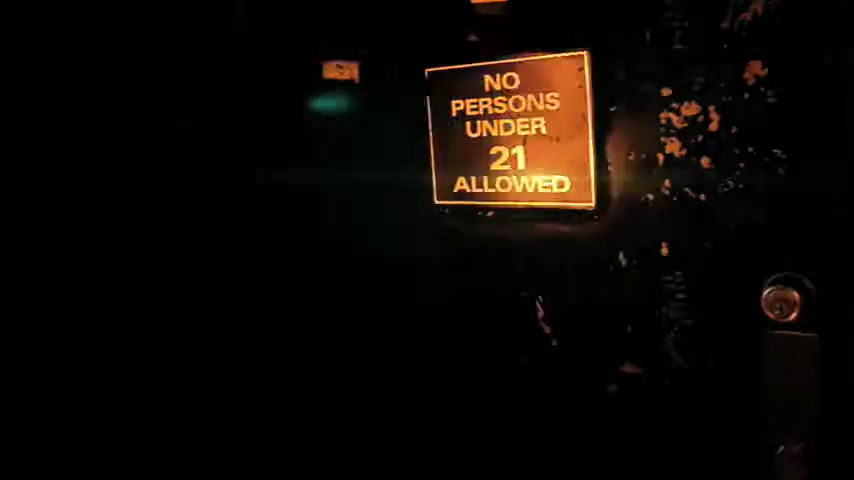 NO
PERSONS
UNDER
21
ALLOWED